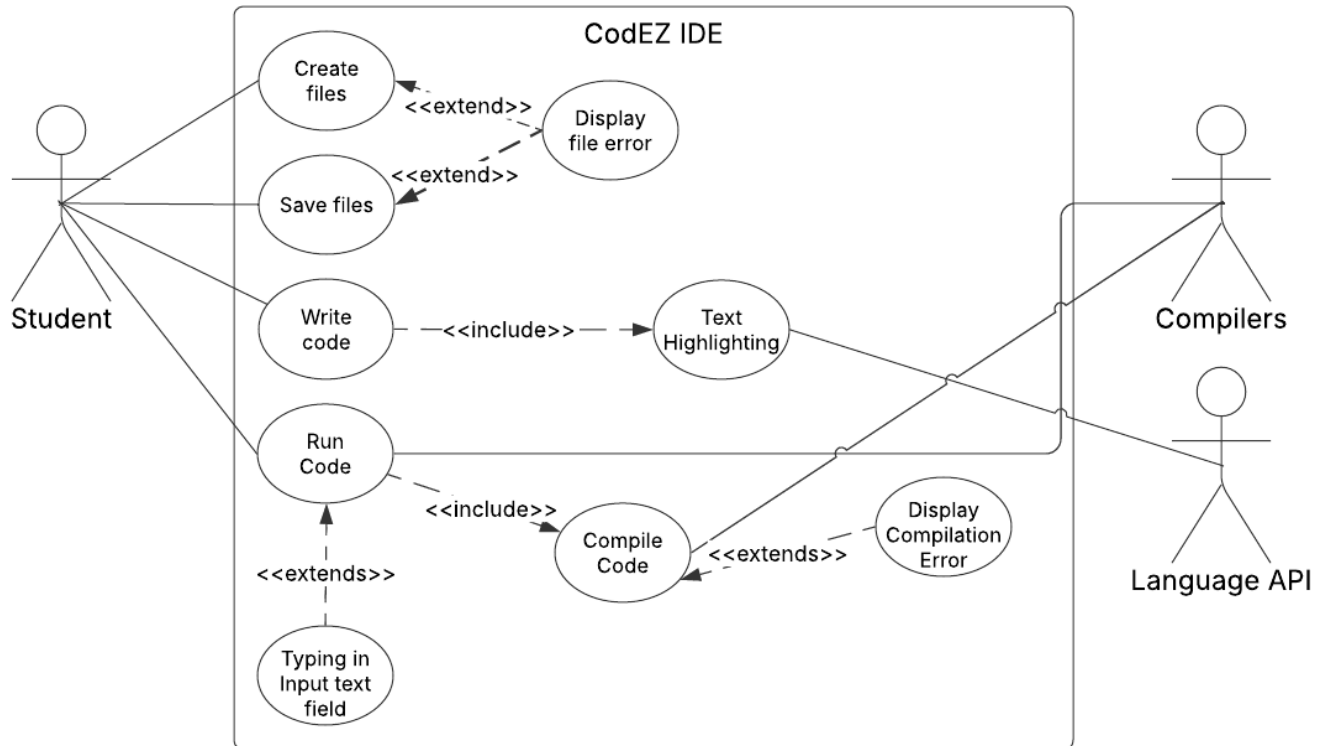 CodEZ IDE
Create
files
<<extend>>
Display
file error
<<extend>>
Save files
Student
Write
code
<<include>>
Text
Highlighting
Compilers
Run
Code
<<include>>
Compile
Code
<<extends>>
Display
Compilation
Error
Language API
<<extends>>
Typing in
Input text
field